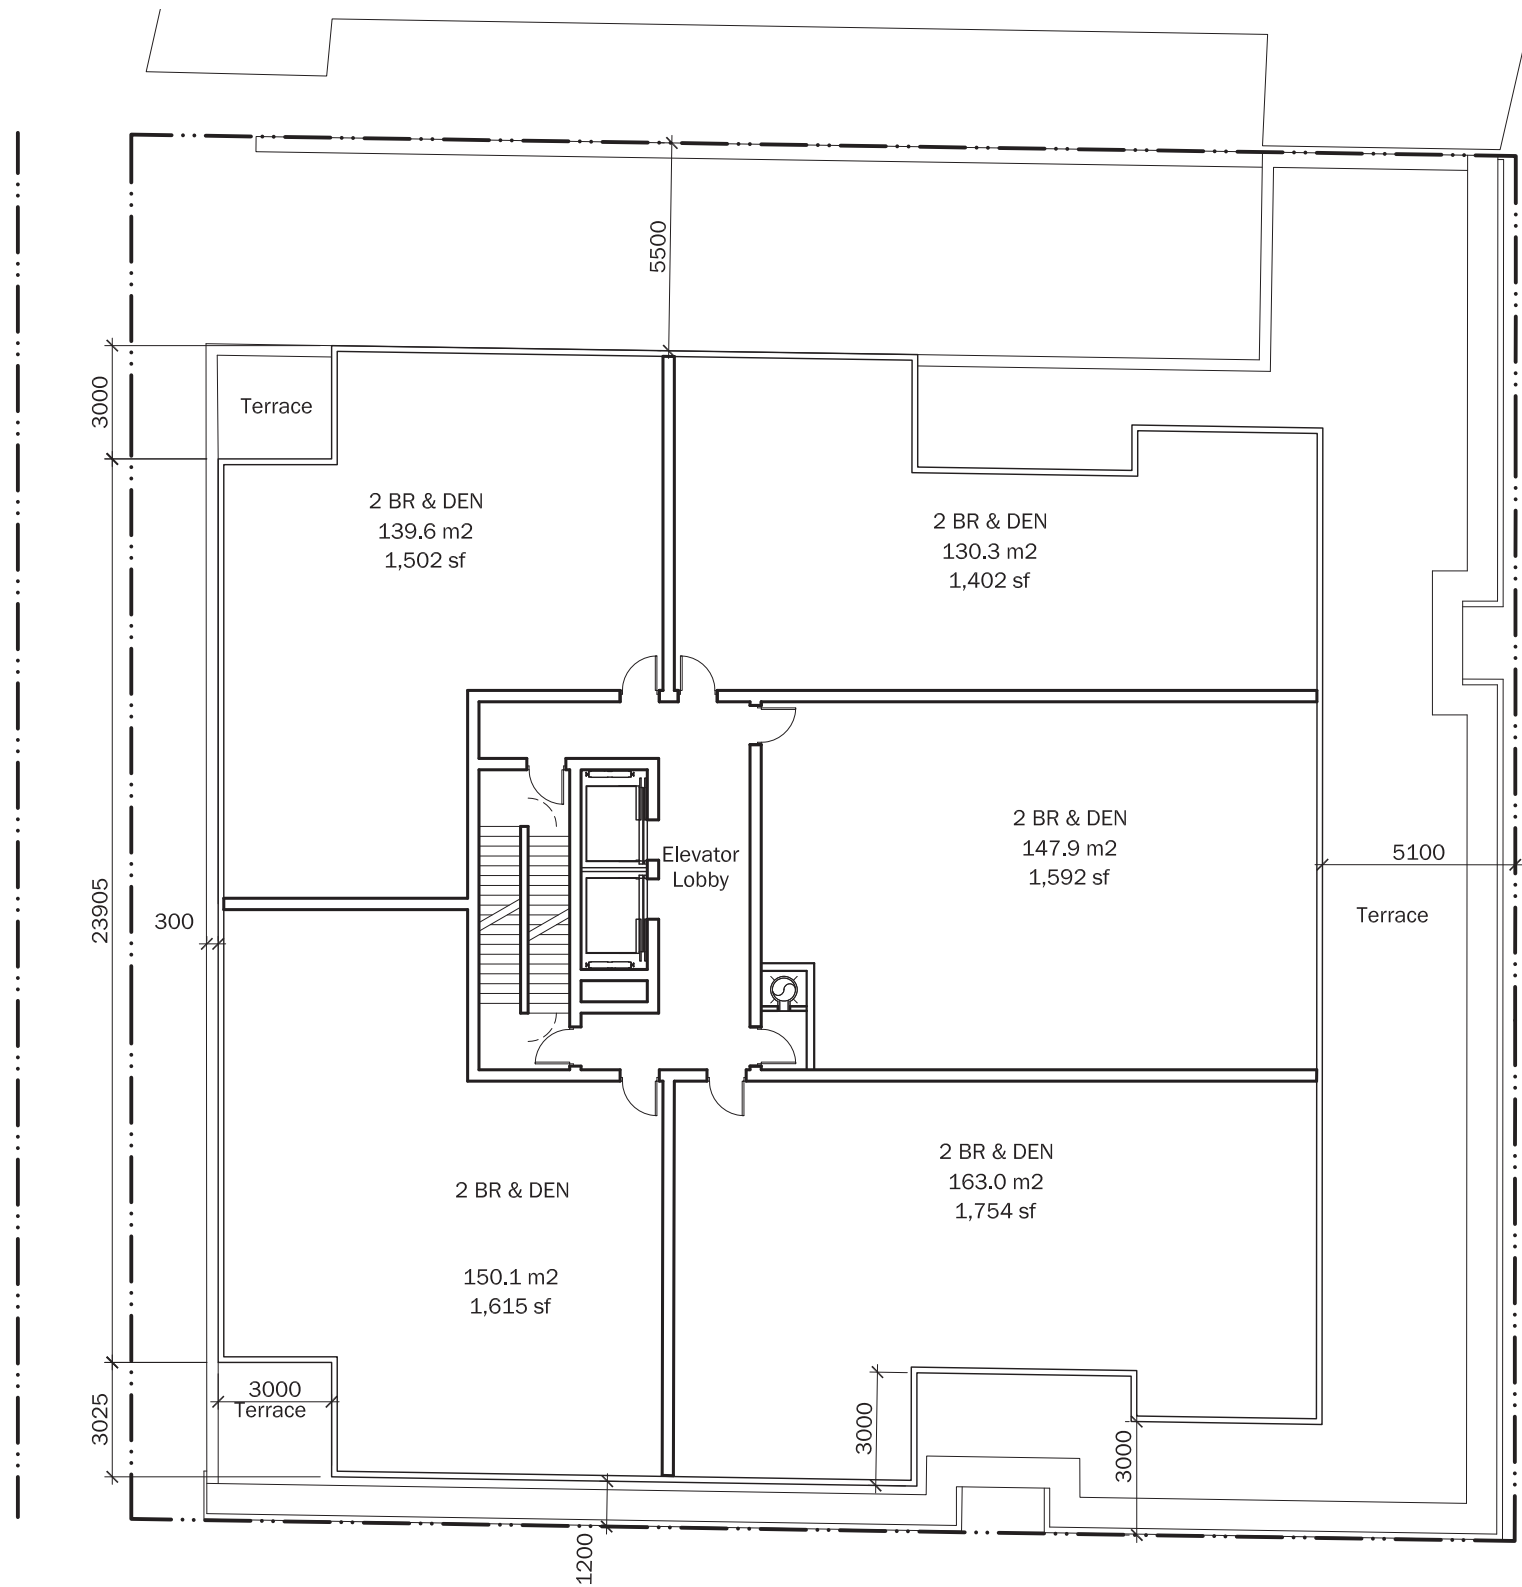 5500
3000
Terrace
2 BR & DEN
139.6 m2
1,502 sf
2 BR & DEN
130.3 m2
1,402 sf
Elevator
Lobby
2 BR & DEN
147.9 m2
1,592 sf
5100
Terrace
23905
300
2 BR & DEN
163.0 m2
1,754 sf
2 BR & DEN
150.1 m2
1,615 sf
3000
Terrace
3025
3000
3000
1200